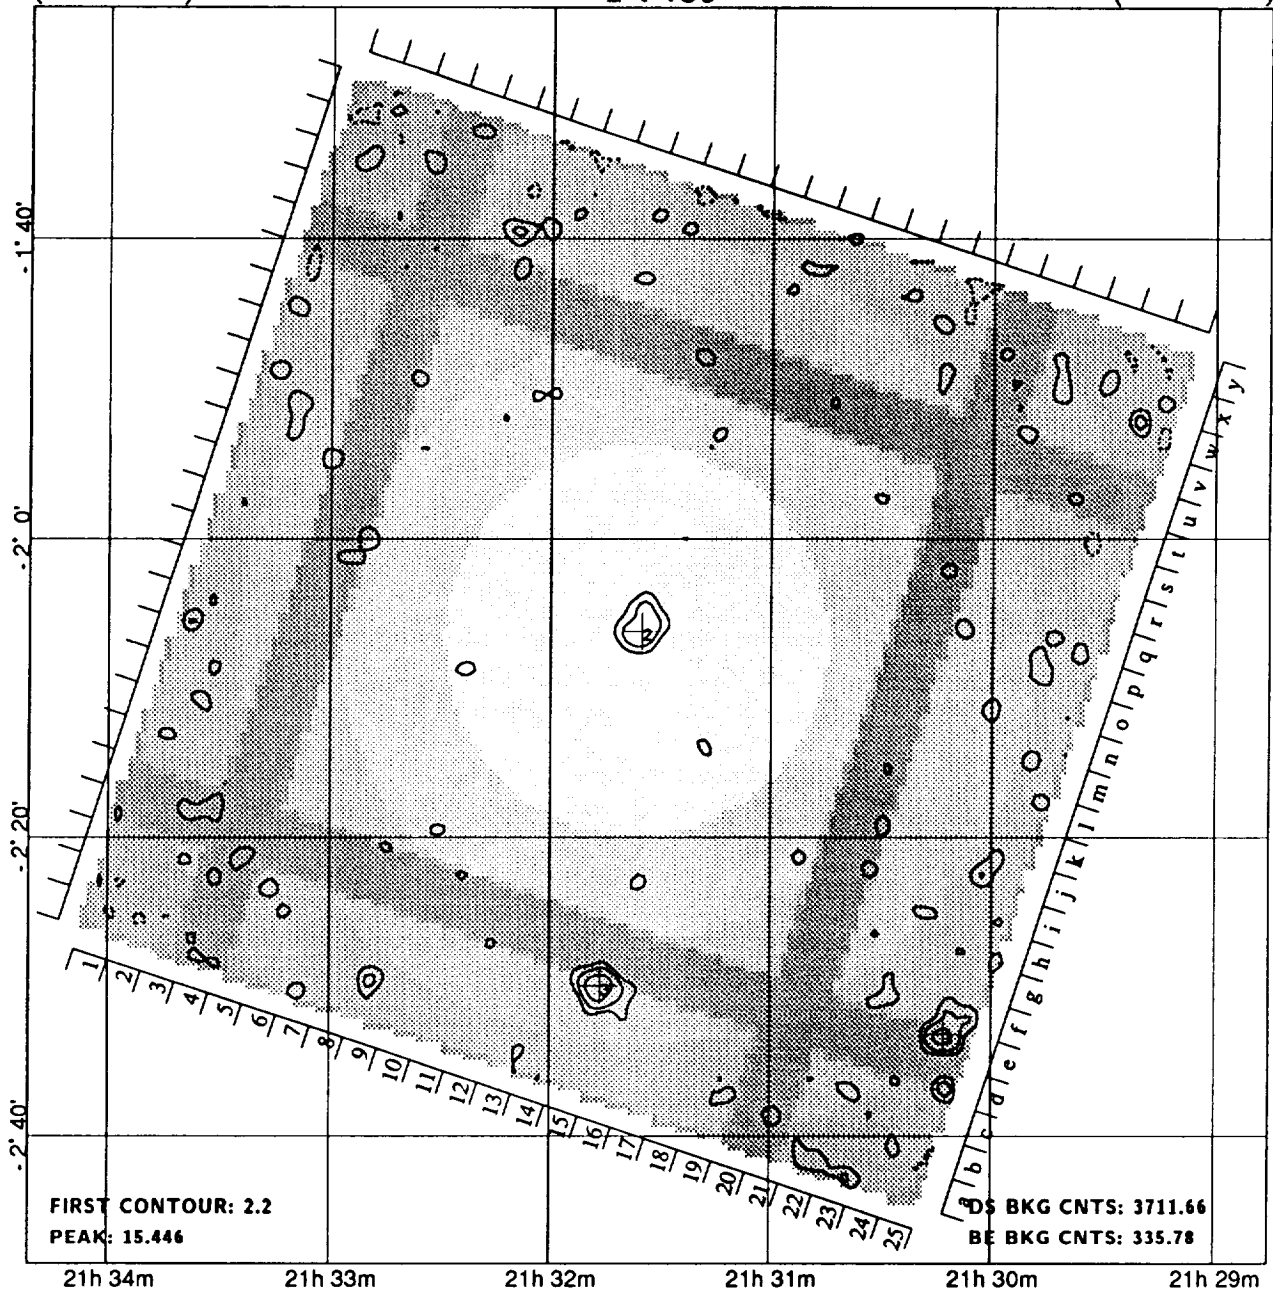 - 1° 40'
- 2° 0'
- 2° 20'
- 2° 40'
2
3
1 2 3 4 5 6 7 8 9 10 11 12 13 14 15 16 17 18 19 20 21 22 23 24 25
a b c d e f g h i j k l m n o p q r s t u v w x y
FIRST CONTOUR: 2.2
PEAK: 15.446
DS BKG CNTS: 3711.66
BE BKG CNTS: 335.78
21h 34m 21h 33m 21h 32m 21h 31m 21h 30m 21h 29m